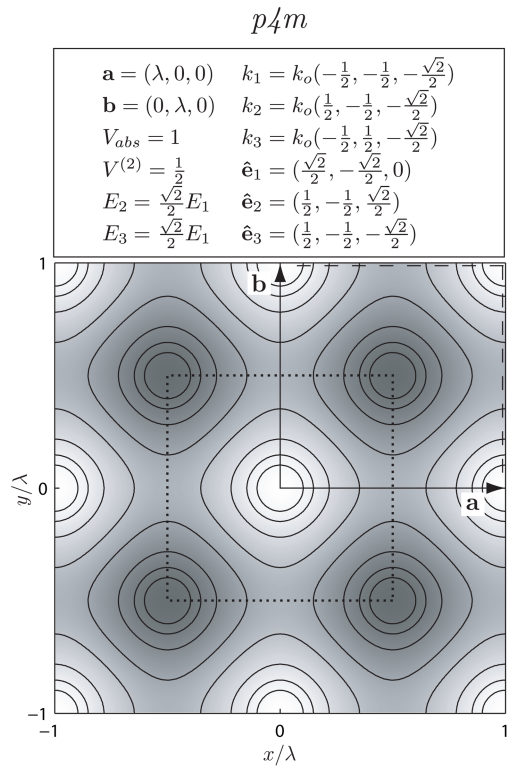 p4m
a = (λ, 0, 0) k₁ = kₒ(−1/2, −1/2, −√2/2)
b = (0, λ, 0) k₂ = kₒ(1/2, −1/2, −√2/2)
V_abs = 1 k₃ = kₒ(−1/2, 1/2, −√2/2)
V⁽²⁾ = 1/2 ê₁ = (√2/2, −√2/2, 0)
E₂ = √2/2 E₁ ê₂ = (1/2, −1/2, √2/2)
E₃ = √2/2 E₁ ê₃ = (1/2, −1/2, −√2/2)
1
b
y/λ
0
a
−1
−1 0 1
x/λ